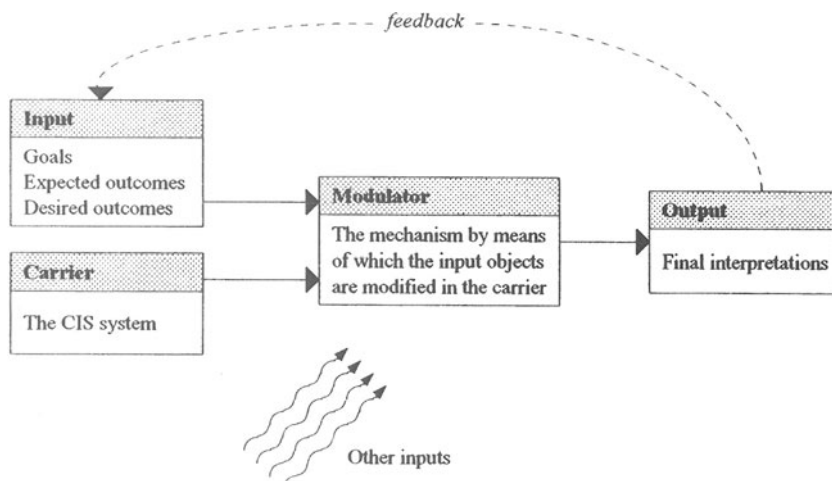 feedback
Input
Goals
Expected outcomes
Desired outcomes
Modulator
The mechanism by means
of which the input objects
are modified in the carrier
Output
Final interpretations
Carrier
The CIS system
Other inputs